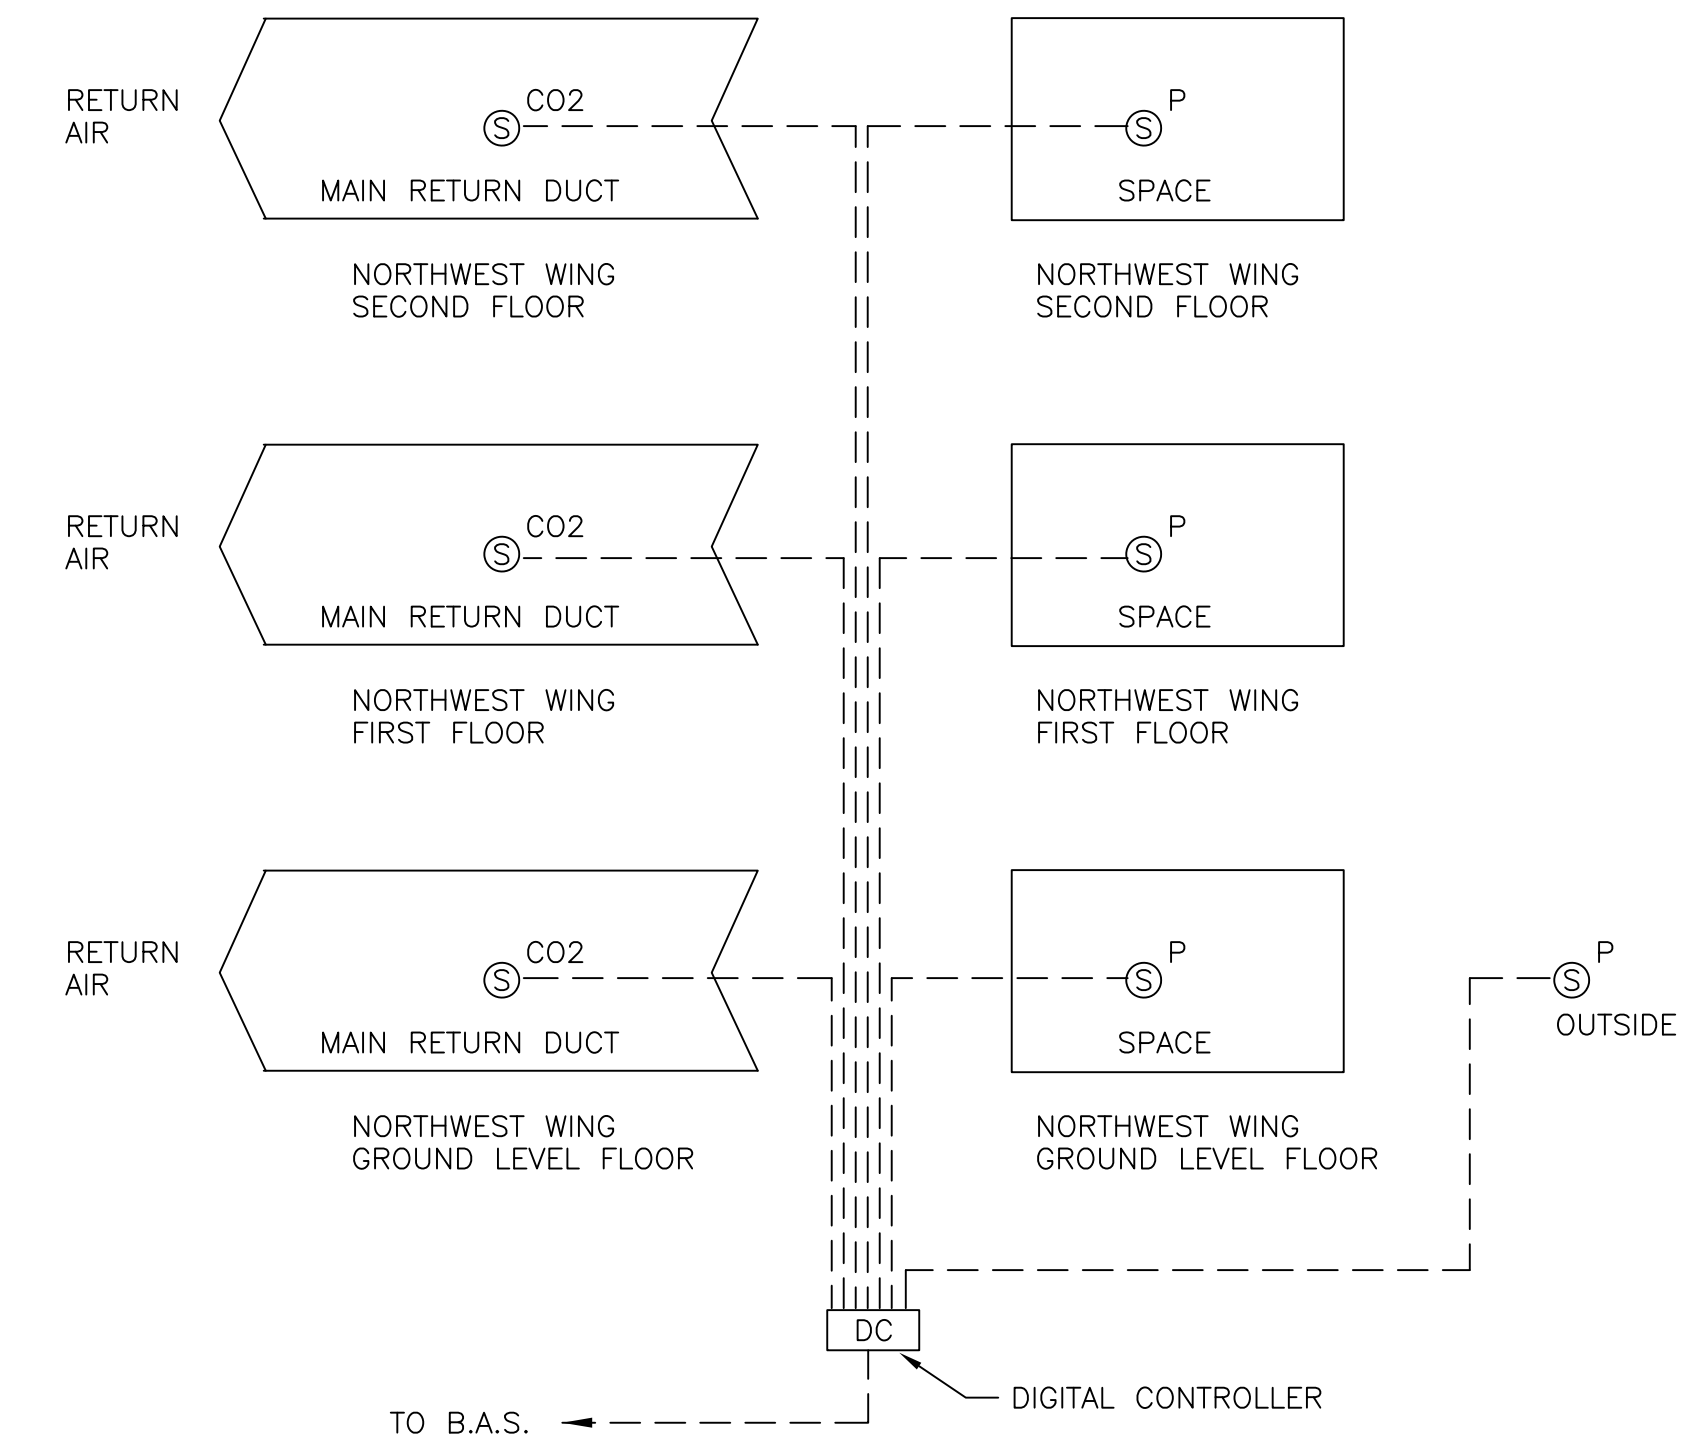 RETURN
AIR
S
CO2
MAIN RETURN DUCT
NORTHWEST WING
SECOND FLOOR
S
P
SPACE
NORTHWEST WING
SECOND FLOOR
RETURN
AIR
S
CO2
MAIN RETURN DUCT
NORTHWEST WING
FIRST FLOOR
S
P
SPACE
NORTHWEST WING
FIRST FLOOR
RETURN
AIR
S
CO2
MAIN RETURN DUCT
NORTHWEST WING
GROUND LEVEL FLOOR
S
P
SPACE
NORTHWEST WING
GROUND LEVEL FLOOR
S
P
OUTSIDE
DC
DIGITAL CONTROLLER
TO B.A.S.